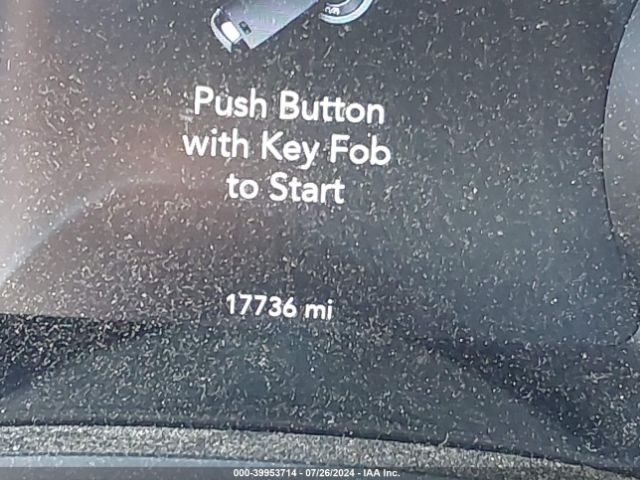 Push Button
with Key Fob
to Start
17736 mi
000-39953714 - 07/26/2024 - IAA Inc.